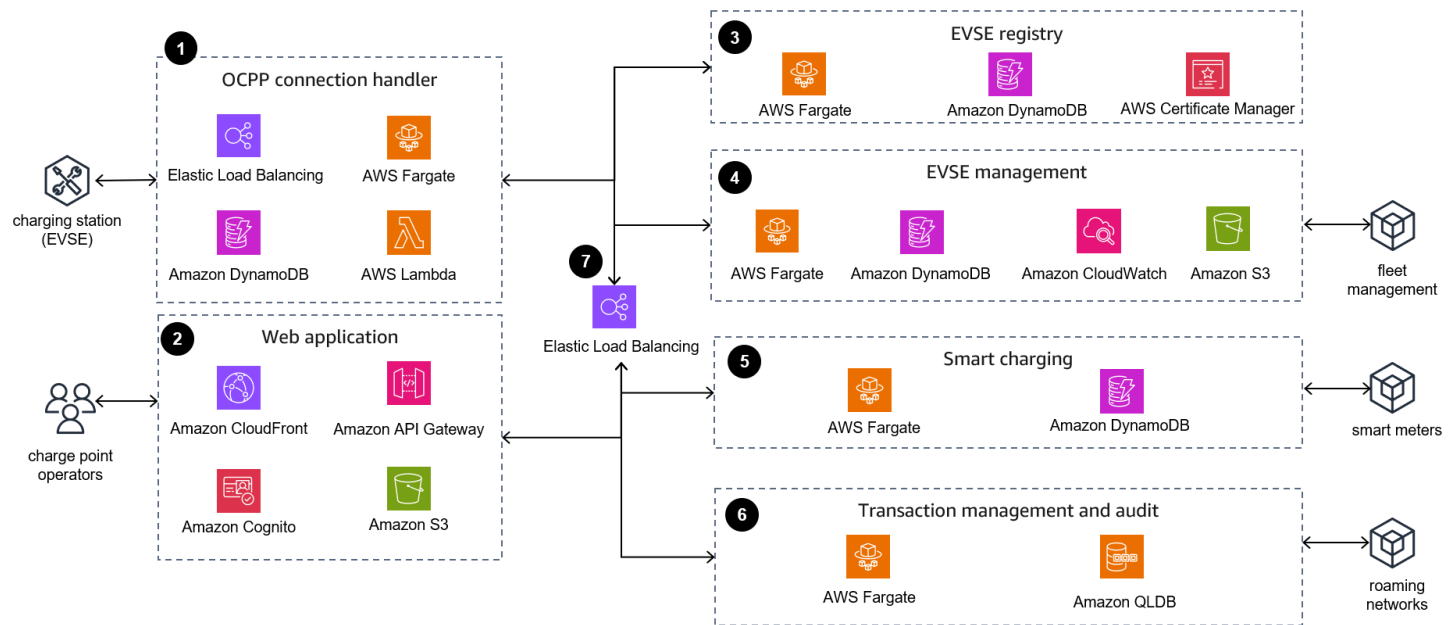 1
OCPP connection handler
Elastic Load Balancing
AWS Fargate
Amazon DynamoDB
AWS Lambda
charging station
(EVSE)
2
Web application
Amazon CloudFront
Amazon API Gateway
Amazon Cognito
Amazon S3
charge point
operators
7
Elastic Load Balancing
3
EVSE registry
AWS Fargate
Amazon DynamoDB
AWS Certificate Manager
4
EVSE management
AWS Fargate
Amazon DynamoDB
Amazon CloudWatch
Amazon S3
fleet
management
5
Smart charging
AWS Fargate
Amazon DynamoDB
smart meters
6
Transaction management and audit
AWS Fargate
Amazon QLDB
roaming
networks